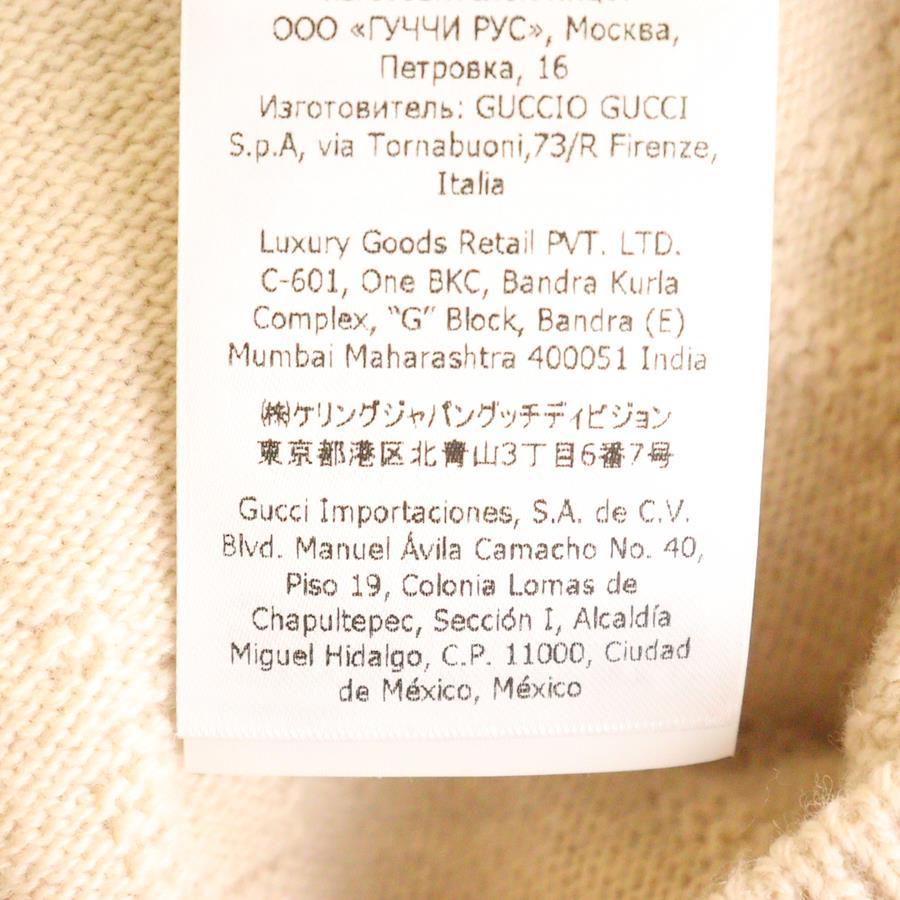 ООО «ГУЧЧИ РУС», Москва,
Петровка, 16
Изготовитель: GUCCIO GUCCI
S.p.A, via Tornabuoni,73/R Firenze,
Italia
Luxury Goods Retail PVT. LTD.
C-601, One BKC, Bandra Kurla
Complex, "G" Block, Bandra (E)
Mumbai Maharashtra 400051 India
㈱ケリングジャパングッチディビジョン
東京都港区北青山3丁目6番7号
Gucci Importaciones, S.A. de C.V.
Blvd. Manuel Ávila Camacho No. 40,
Piso 19, Colonia Lomas de
Chapultepec, Sección I, Alcaldía
Miguel Hidalgo, C.P. 11000, Ciudad
de México, México